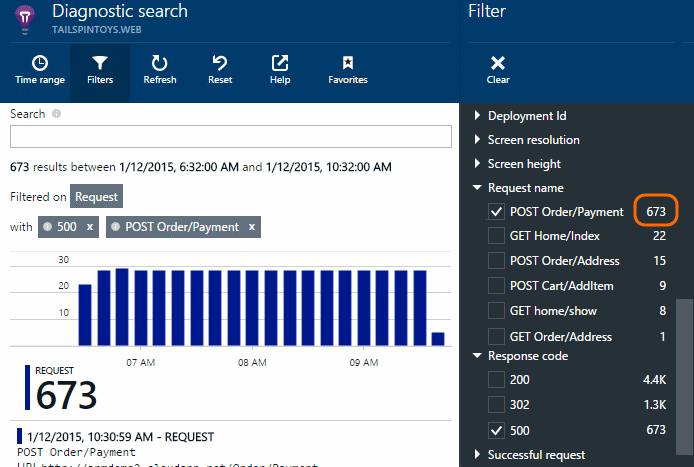 Diagnostic search
TAILSPINTOYS.WEB
Time range
Filters
Refresh
Reset
Help
Favorites
Search
673 results between 1/12/2015, 6:32:00 AM and 1/12/2015, 10:32:00 AM
Filtered on Request
with 500 x POST Order/Payment x
30
20
10
07 AM 08 AM 09 AM
REQUEST
673
1/12/2015, 10:30:59 AM - REQUEST
POST Order/Payment
Filter
Clear
Deployment Id
Screen resolution
Screen height
Request name
POST Order/Payment 673
GET Home/Index 22
POST Order/Address 15
POST Cart/AddItem 9
GET home/show 8
GET Order/Address 1
Response code
200 4.4K
302 1.3K
500 673
Successful request